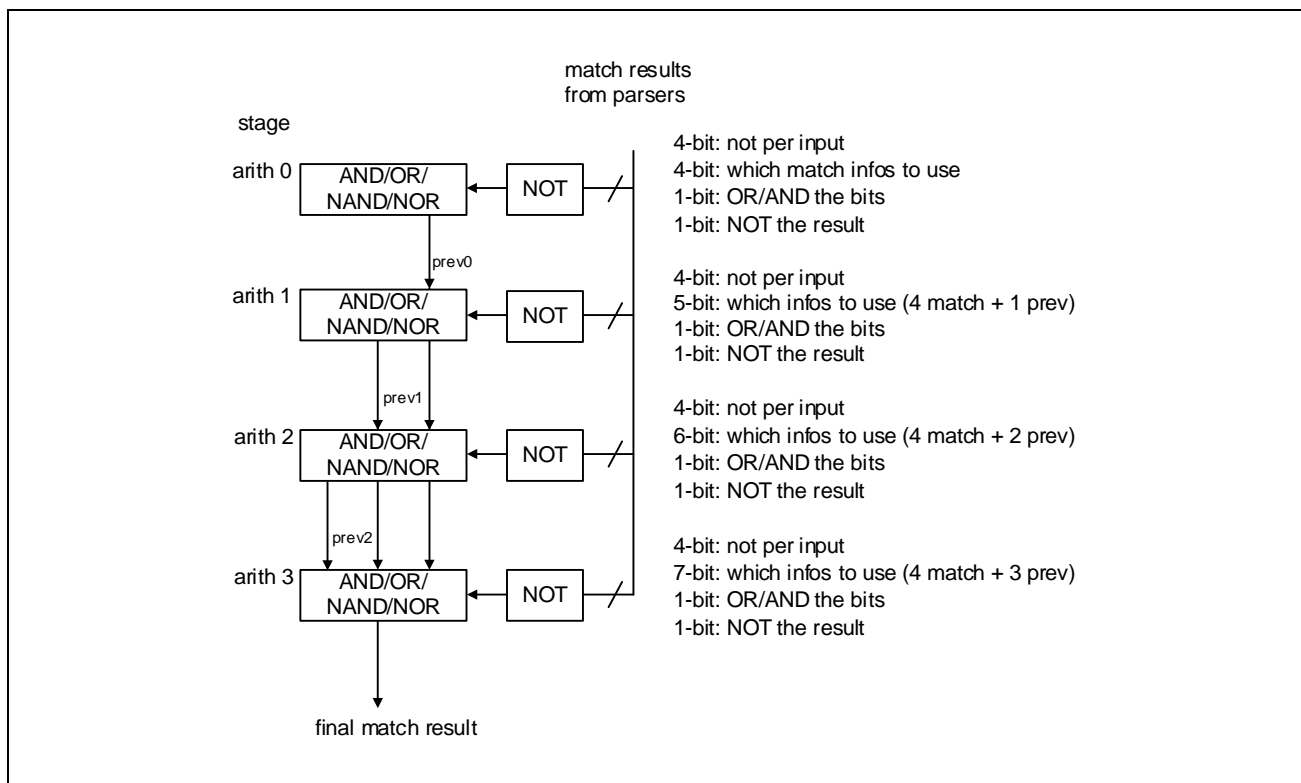 match results
from parsers
stage
arith 0
AND/OR/
NAND/NOR
NOT
4-bit: not per input
4-bit: which match infos to use
1-bit: OR/AND the bits
1-bit: NOT the result
prev0
arith 1
AND/OR/
NAND/NOR
NOT
4-bit: not per input
5-bit: which infos to use (4 match + 1 prev)
1-bit: OR/AND the bits
1-bit: NOT the result
prev1
arith 2
AND/OR/
NAND/NOR
NOT
4-bit: not per input
6-bit: which infos to use (4 match + 2 prev)
1-bit: OR/AND the bits
1-bit: NOT the result
prev2
arith 3
AND/OR/
NAND/NOR
NOT
4-bit: not per input
7-bit: which infos to use (4 match + 3 prev)
1-bit: OR/AND the bits
1-bit: NOT the result
final match result